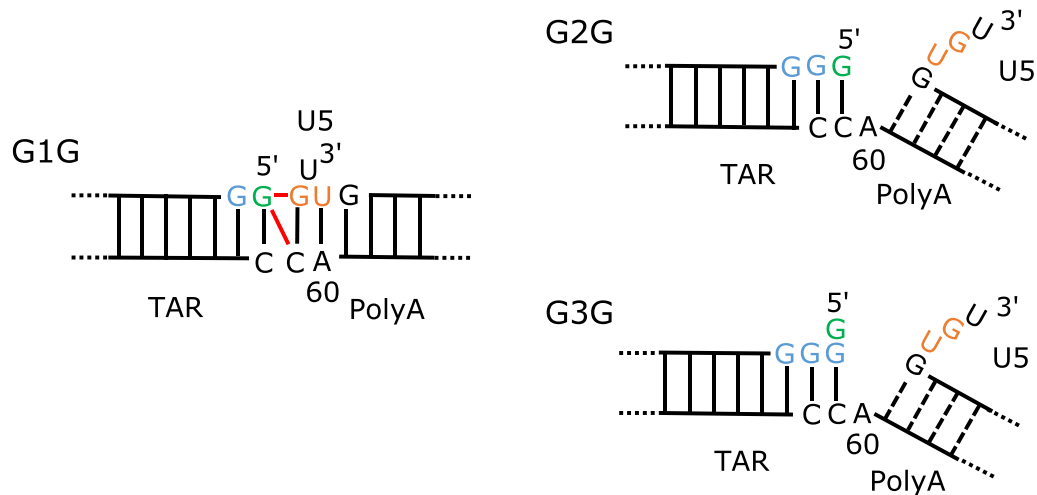 G1G
U5
5'
U
3'
G G G U G
C C A
60
TAR
PolyA
G2G
5'
G G G
C C A
60
TAR
PolyA
G U G U 3'
U5
G3G
5'
G
G G G
C C A
60
TAR
PolyA
G U G U 3'
U5